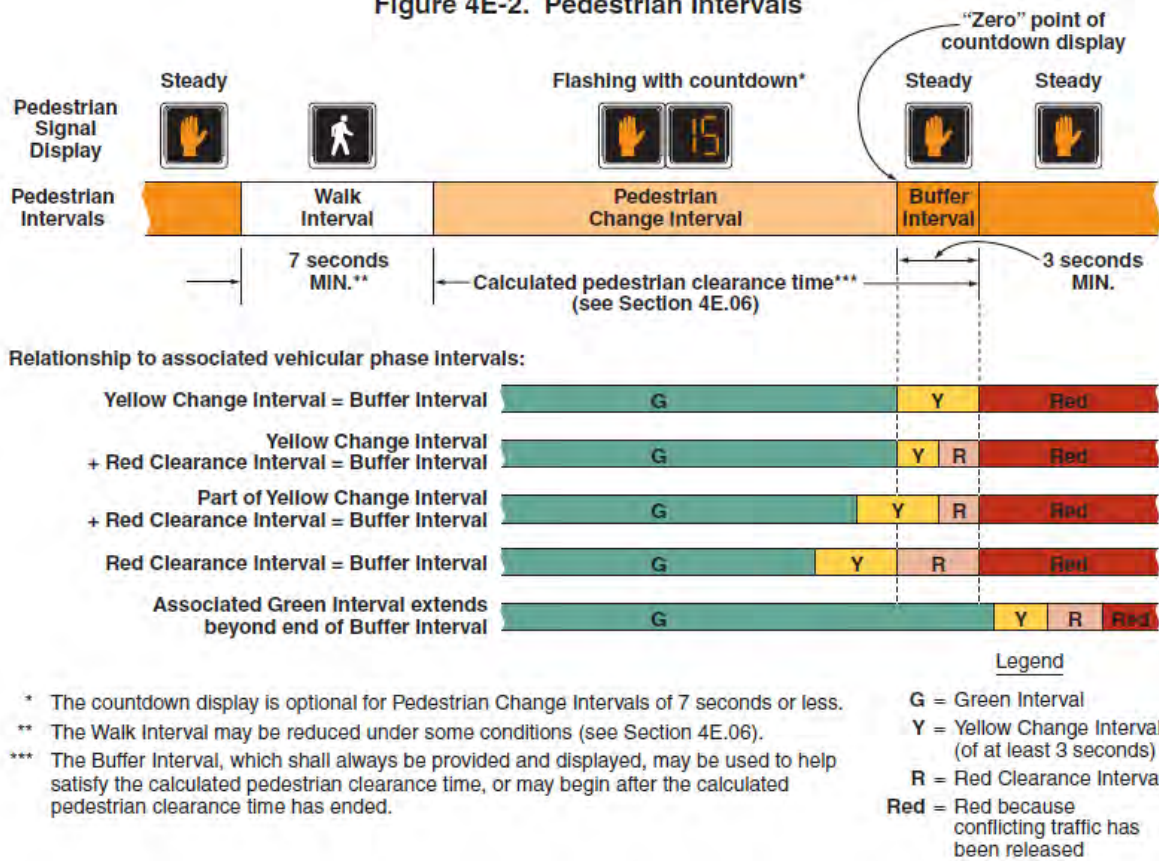 Figure 4E-2. Pedestrian Intervals
“Zero” point of
countdown display
Steady
Flashing with countdown*
Steady
Steady
Pedestrian
Signal
Display
15
Pedestrian
Intervals
Walk
Interval
Pedestrian
Change Interval
Buffer
Interval
7 seconds
MIN.**
Calculated pedestrian clearance time***
(see Section 4E.06)
3 seconds
MIN.
Relationship to associated vehicular phase intervals:
Yellow Change Interval = Buffer Interval
G
Y
Red
Yellow Change Interval
+ Red Clearance Interval = Buffer Interval
G
Y
R
Red
Part of Yellow Change Interval
+ Red Clearance Interval = Buffer Interval
G
Y
R
Red
Red Clearance Interval = Buffer Interval
G
Y
R
Red
Associated Green Interval extends
beyond end of Buffer Interval
G
Y
R
Red
* The countdown display is optional for Pedestrian Change Intervals of 7 seconds or less.
** The Walk Interval may be reduced under some conditions (see Section 4E.06).
*** The Buffer Interval, which shall always be provided and displayed, may be used to help
satisfy the calculated pedestrian clearance time, or may begin after the calculated
pedestrian clearance time has ended.
Legend
G = Green Interval
Y = Yellow Change Interval
(of at least 3 seconds)
R = Red Clearance Interval
Red = Red because
conflicting traffic has
been released